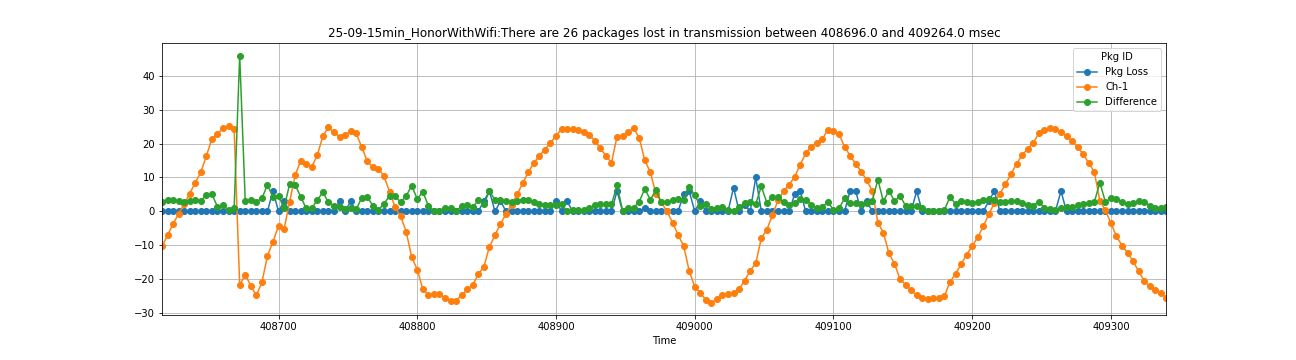 25-09-15min_HonorWithWifi:There are 26 packages lost in transmission between 408696.0 and 409264.0 msec
Pkg ID
Pkg Loss
Ch-1
Difference
40
30
20
10
0
−10
−20
−30
408700 408800 408900 409000 409100 409200 409300
Time